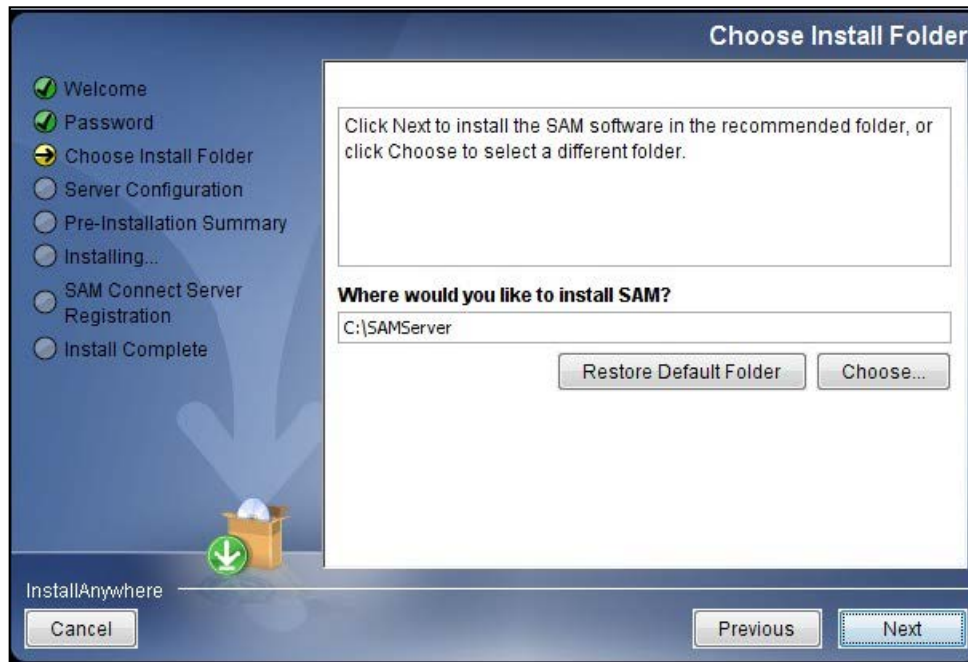 Choose Install Folder
Welcome
Password
Choose Install Folder
Server Configuration
Pre-Installation Summary
Installing...
SAM Connect Server
Registration
Install Complete
Click Next to install the SAM software in the recommended folder, or
click Choose to select a different folder.
Where would you like to install SAM?
C:\SAMServer
Restore Default Folder
Choose...
InstallAnywhere
Cancel
Previous
Next